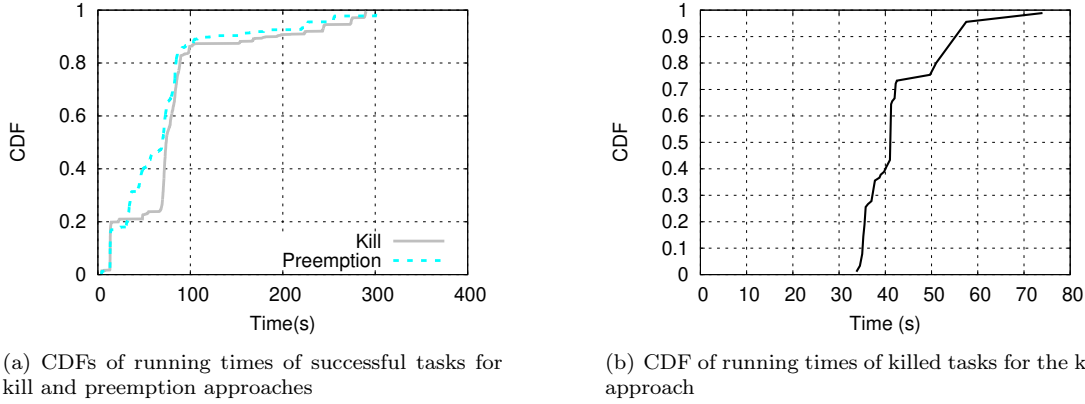 1
0.8
0.6
0.4
0.2
0
CDF
Kill
Preemption
0 100 200 300 400
Time(s)
(a) CDFs of running times of successful tasks for
kill and preemption approaches
1
0.9
0.8
0.7
0.6
0.5
0.4
0.3
0.2
0.1
0
CDF
0 10 20 30 40 50 60 70 80
Time (s)
(b) CDF of running times of killed tasks for the k
approach